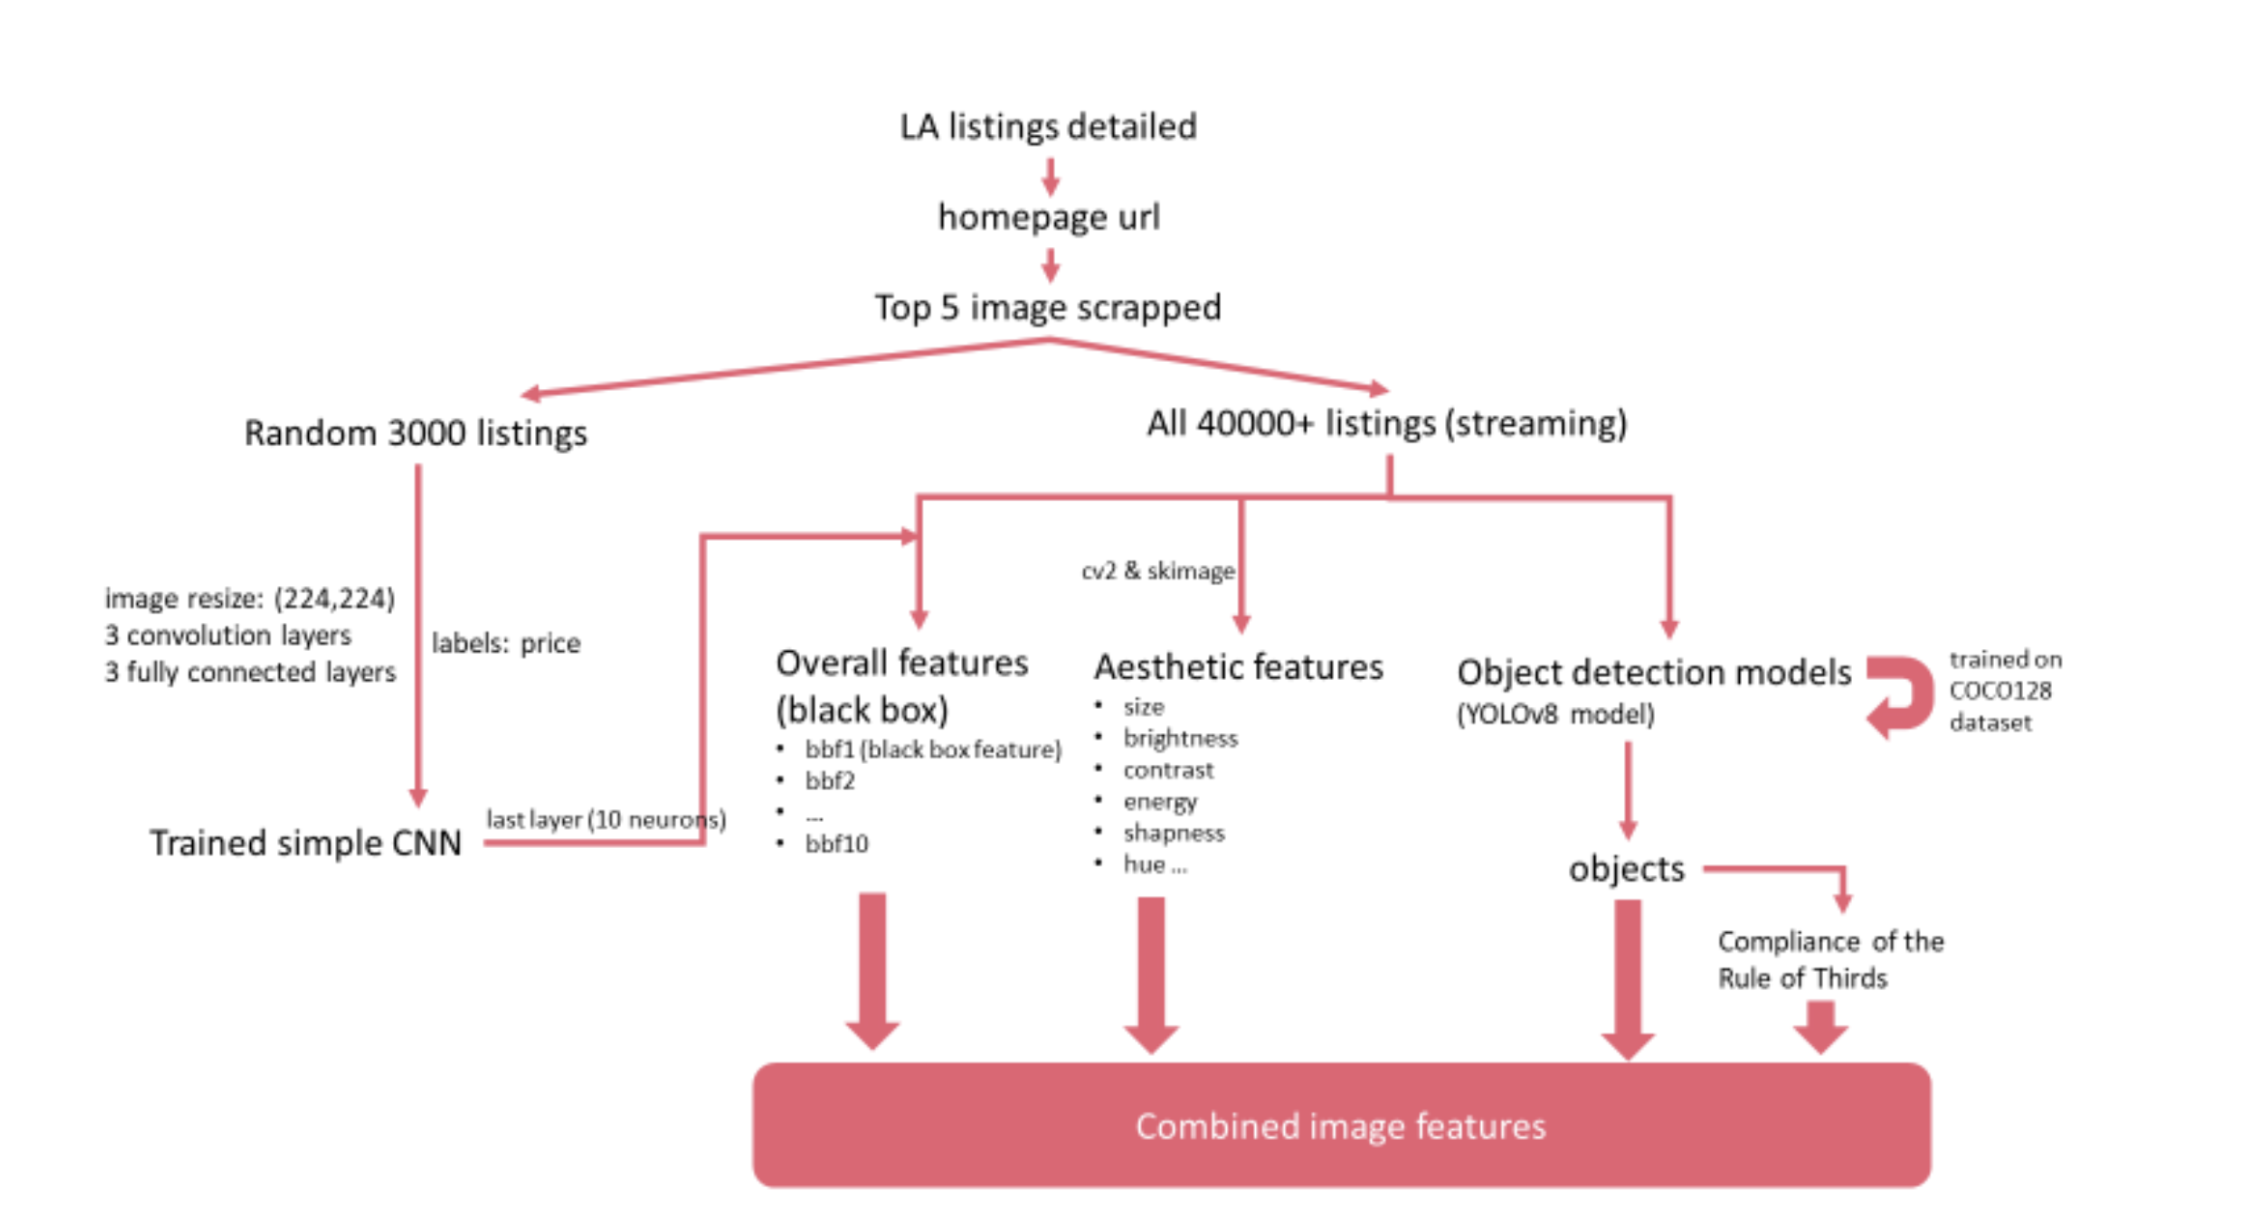 LA listings detailed
homepage url
Top 5 image scrapped
Random 3000 listings
All 40000+ listings (streaming)
image resize: (224,224)
3 convolution layers
3 fully connected layers
labels: price
Trained simple CNN
last layer (10 neurons)
cv2 & skimage
Overall features
(black box)
• bbf1 (black box feature)
• bbf2
• ...
• bbf10
Aesthetic features
• size
• brightness
• contrast
• energy
• shapness
• hue ...
Object detection models
(YOLOv8 model)
trained on
COCO128
dataset
objects
Compliance of the
Rule of Thirds
Combined image features